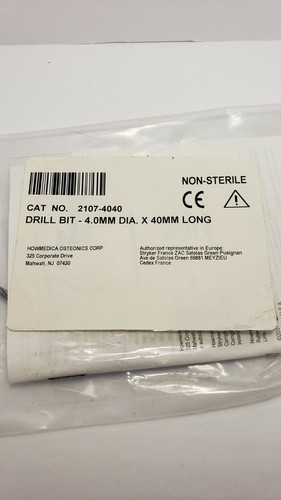 NON-STERILE
CE
CAT NO. 2107-4040
DRILL BIT - 4.0MM DIA. X 40MM LONG
HOWMEDICA OSTEONICS CORP.
325 Corporate Drive
Mahwah, NJ 07430
Authorized representative in Europe:
Stryker France ZAC Satolas Green Pusignan
Ave de Satolas Green 69881 MEYZIEU
Cedex France